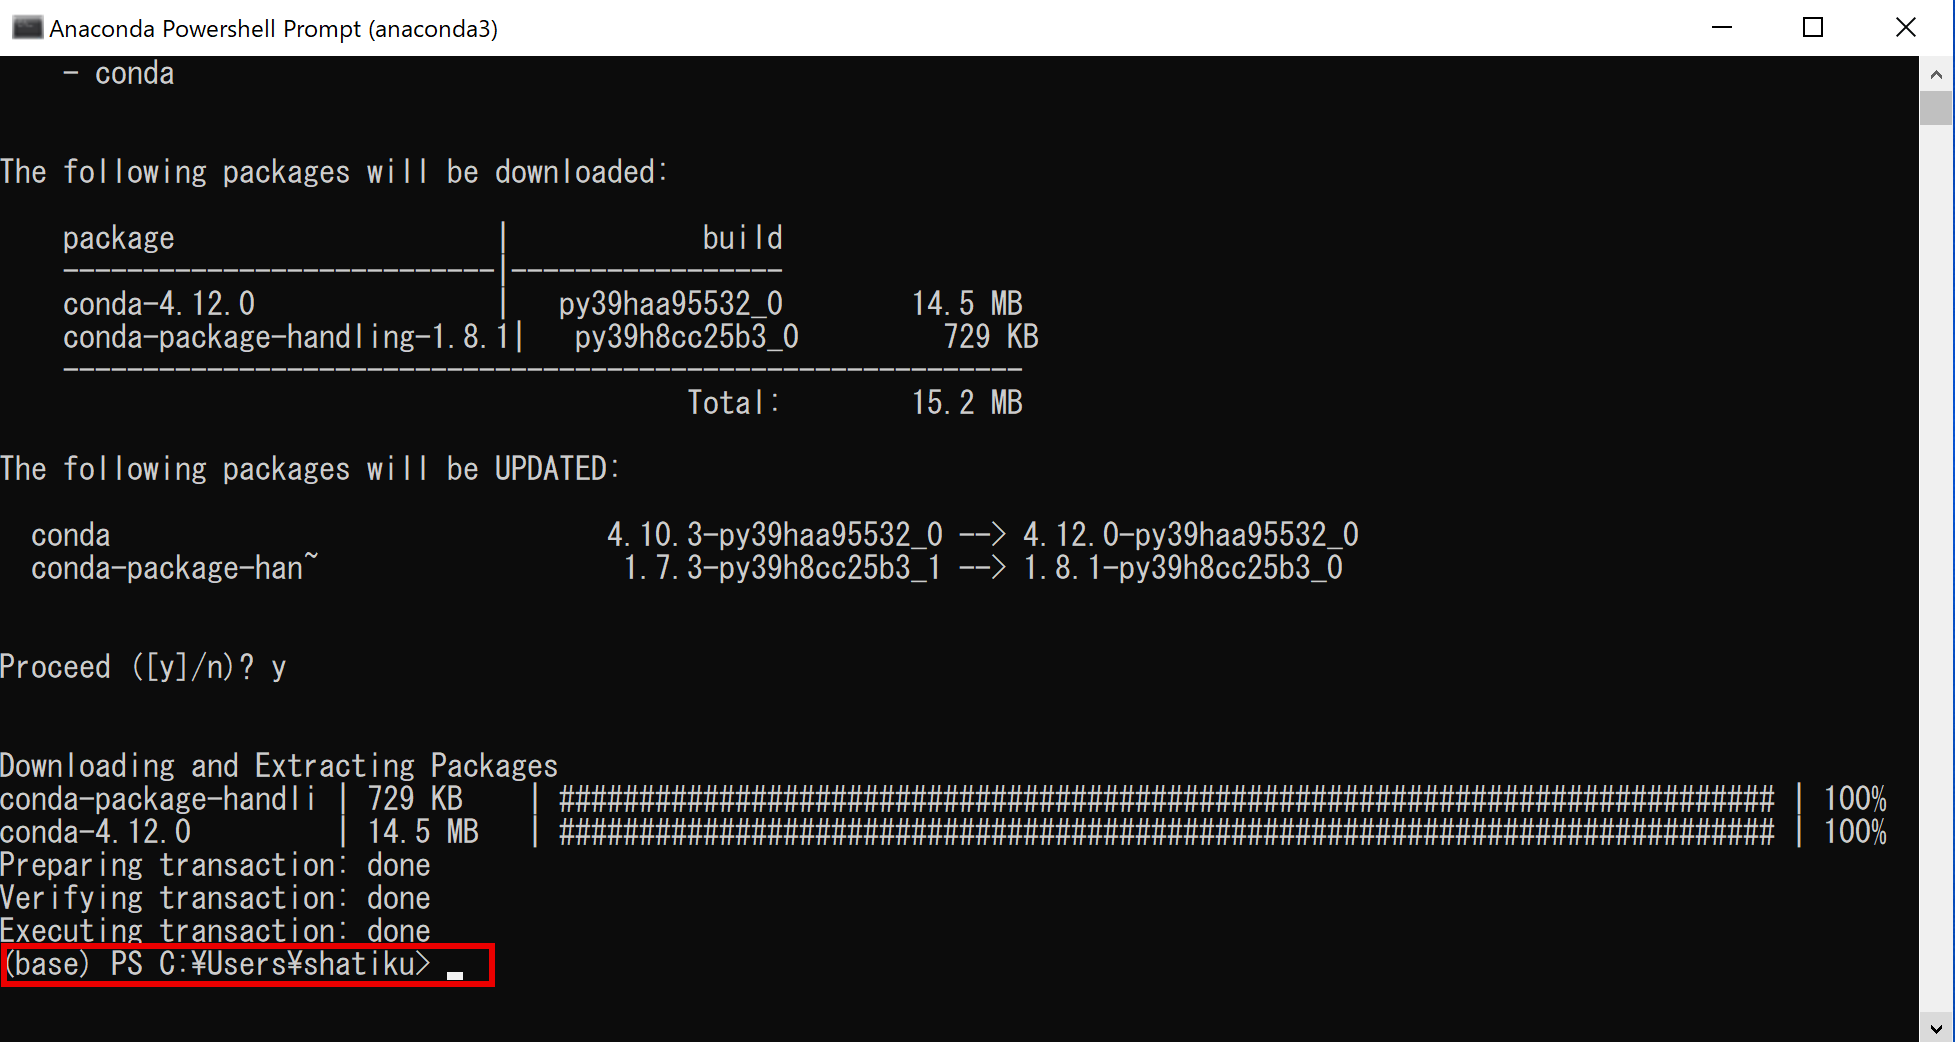 Anaconda Powershell Prompt (anaconda3)
    - conda
The following packages will be downloaded:
    package                    |            build
    ---------------------------|-----------------
    conda-4.12.0               |   py39haa95532_0        14.5 MB
    conda-package-handling-1.8.1|   py39h8cc25b3_0         729 KB
    ------------------------------------------------------------
                                           Total:        15.2 MB
The following packages will be UPDATED:
  conda                               4.10.3-py39haa95532_0 --> 4.12.0-py39haa95532_0
  conda-package-han~                   1.7.3-py39h8cc25b3_1 --> 1.8.1-py39h8cc25b3_0
Proceed ([y]/n)? y
Downloading and Extracting Packages
conda-package-handli | 729 KB    | ############################################################################ | 100%
conda-4.12.0         | 14.5 MB   | ############################################################################ | 100%
Preparing transaction: done
Verifying transaction: done
Executing transaction: done
(base) PS C:¥Users¥shatiku> _